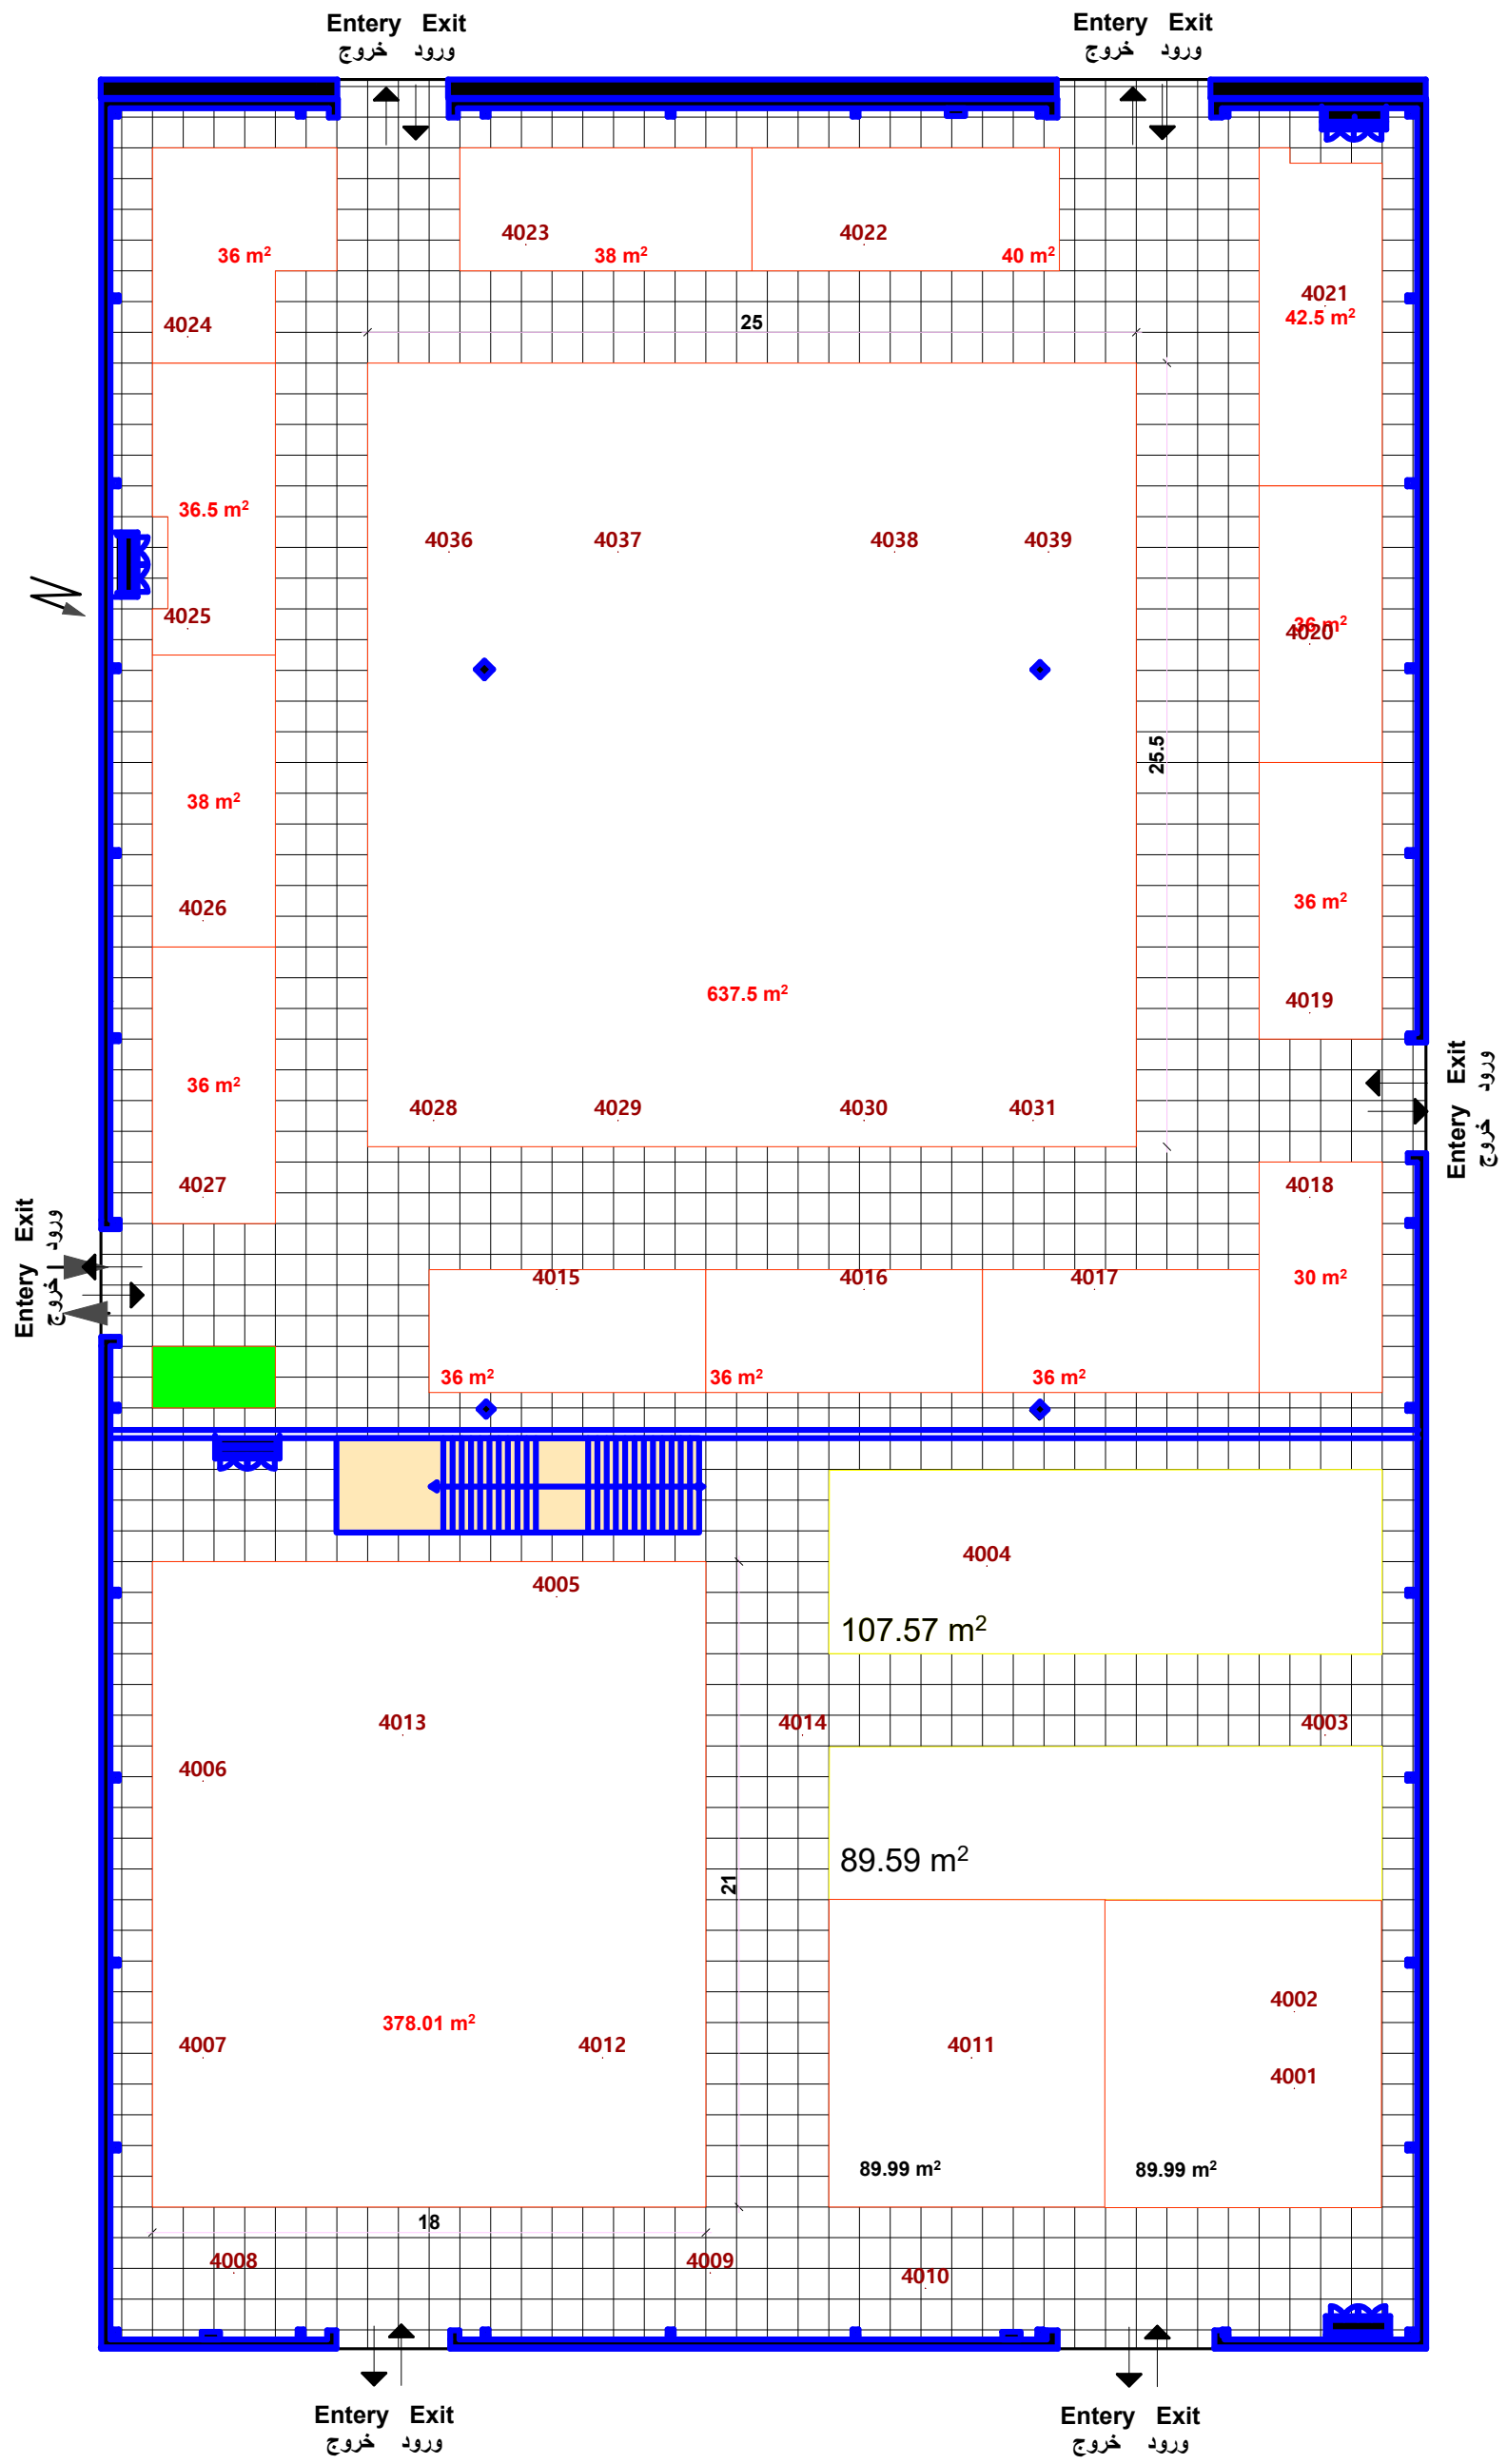 Entery Exit
خروج ورود
Entery Exit
خروج ورود
4023
38 m²
4022
40 m²
36 m²
4024
4021
42.5 m²
25
36.5 m²
4025
4036
4037
4038
4039
36 m²
4020
25.5
38 m²
4026
36 m²
4019
637.5 m²
36 m²
4027
4028
4029
4030
4031
Entery Exit
خروج ورود
4018
30 m²
Entery Exit
خروج ورود
4015
4016
4017
36 m²
36 m²
36 m²
4005
4004
107.57 m²
4013
4014
4003
4006
89.59 m²
21
4007
378.01 m²
4012
4011
4002
4001
89.99 m²
89.99 m²
18
4008
4009
4010
Entery Exit
خروج ورود
Entery Exit
خروج ورود